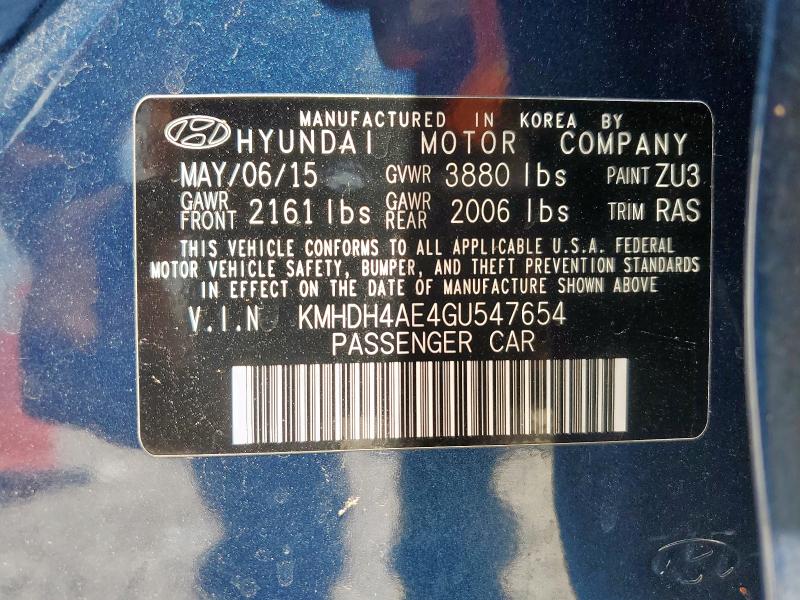 MANUFACTURED IN KOREA BY
HYUNDAI MOTOR COMPANY
MAY/06/15 GVWR 3880 lbs PAINT ZU3
GAWR FRONT 2161 lbs GAWR REAR 2006 lbs TRIM RAS
THIS VEHICLE CONFORMS TO ALL APPLICABLE U.S.A. FEDERAL
MOTOR VEHICLE SAFETY, BUMPER, AND THEFT PREVENTION STANDARDS
IN EFFECT ON THE DATE OF MANUFACTURE SHOWN ABOVE.
V.I.N KMHDH4AE4GU547654
PASSENGER CAR